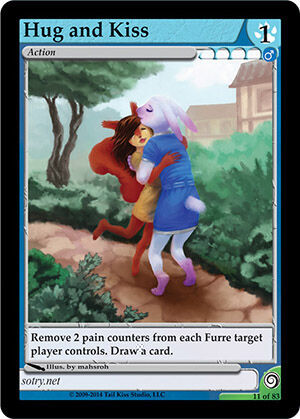 Hug and Kiss
1
Action
Remove 2 pain counters from each Furre target
player controls. Draw a card.
Illus. by mahsroh
sotry.net
11 of 83
© 2009-2014 Tail Kiss Studio, LLC